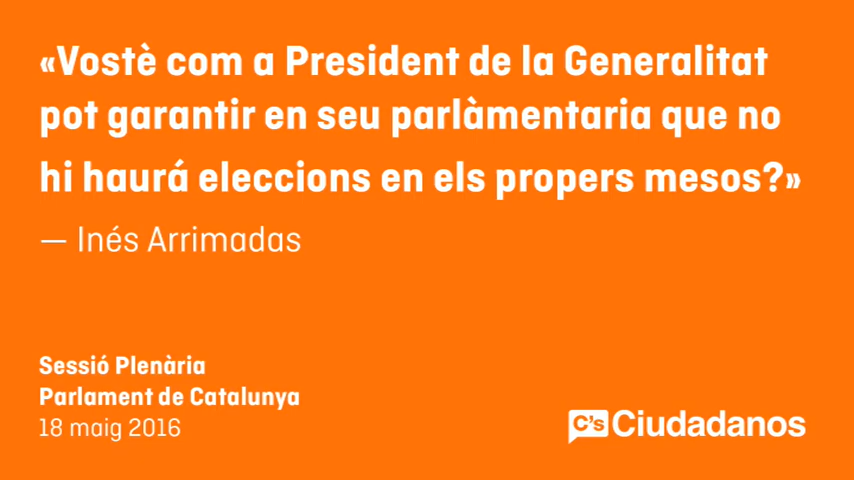 «Vostè com a President de la Generalitat
pot garantir en seu parlàmentaria que no
hi haurá eleccions en els propers mesos?»
— Inés Arrimadas
Sessió Plenària
Parlament de Catalunya
18 maig 2016
C's Ciudadanos